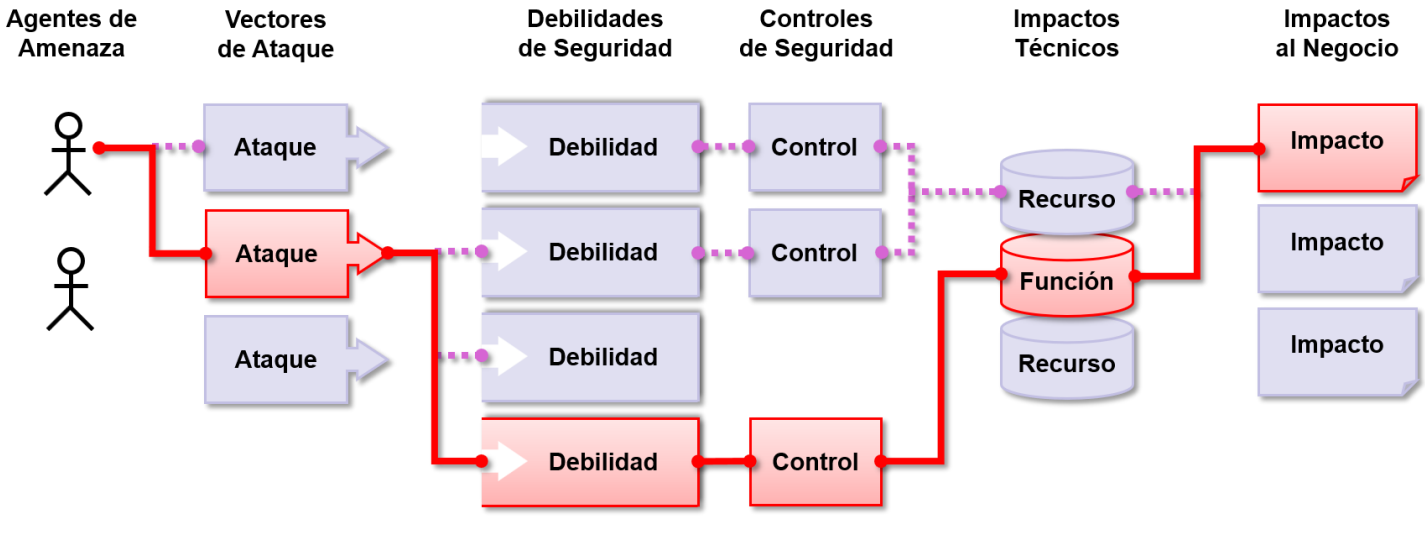 Agentes de
Amenaza
Vectores
de Ataque
Debilidades
de Seguridad
Controles
de Seguridad
Impactos
Técnicos
Impactos
al Negocio
Ataque
Debilidad
Control
Recurso
Impacto
Ataque
Debilidad
Control
Función
Impacto
Ataque
Debilidad
Recurso
Impacto
Debilidad
Control